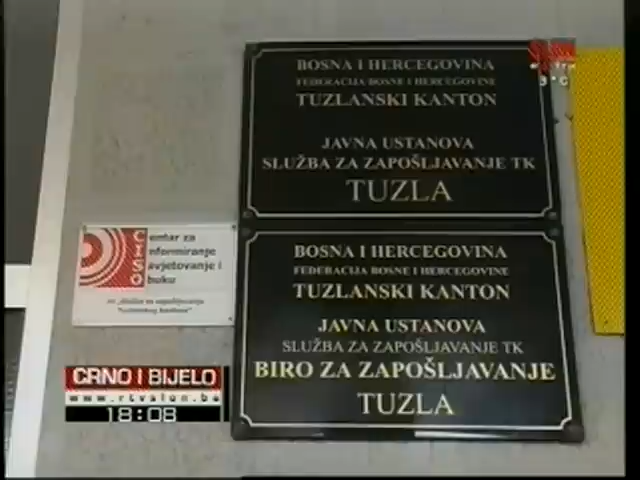 BOSNA I HERCEGOVINA
FEDERACIJA BOSNE I HERCEGOVINE
TUZLANSKI KANTON
JAVNA USTANOVA
SLUŽBA ZA ZAPOŠLJAVANJE TK
TUZLA
Centar za
Informiranje
Savjetovanje i
Obuku
BOSNA I HERCEGOVINA
FEDERACIJA BOSNE I HERCEGOVINE
TUZLANSKI KANTON
JAVNA USTANOVA
SLUŽBA ZA ZAPOŠLJAVANJE TK
BIRO ZA ZAPOŠLJAVANJE
TUZLA
CRNO I BIJELO
www.rtvslon.ba
18:08